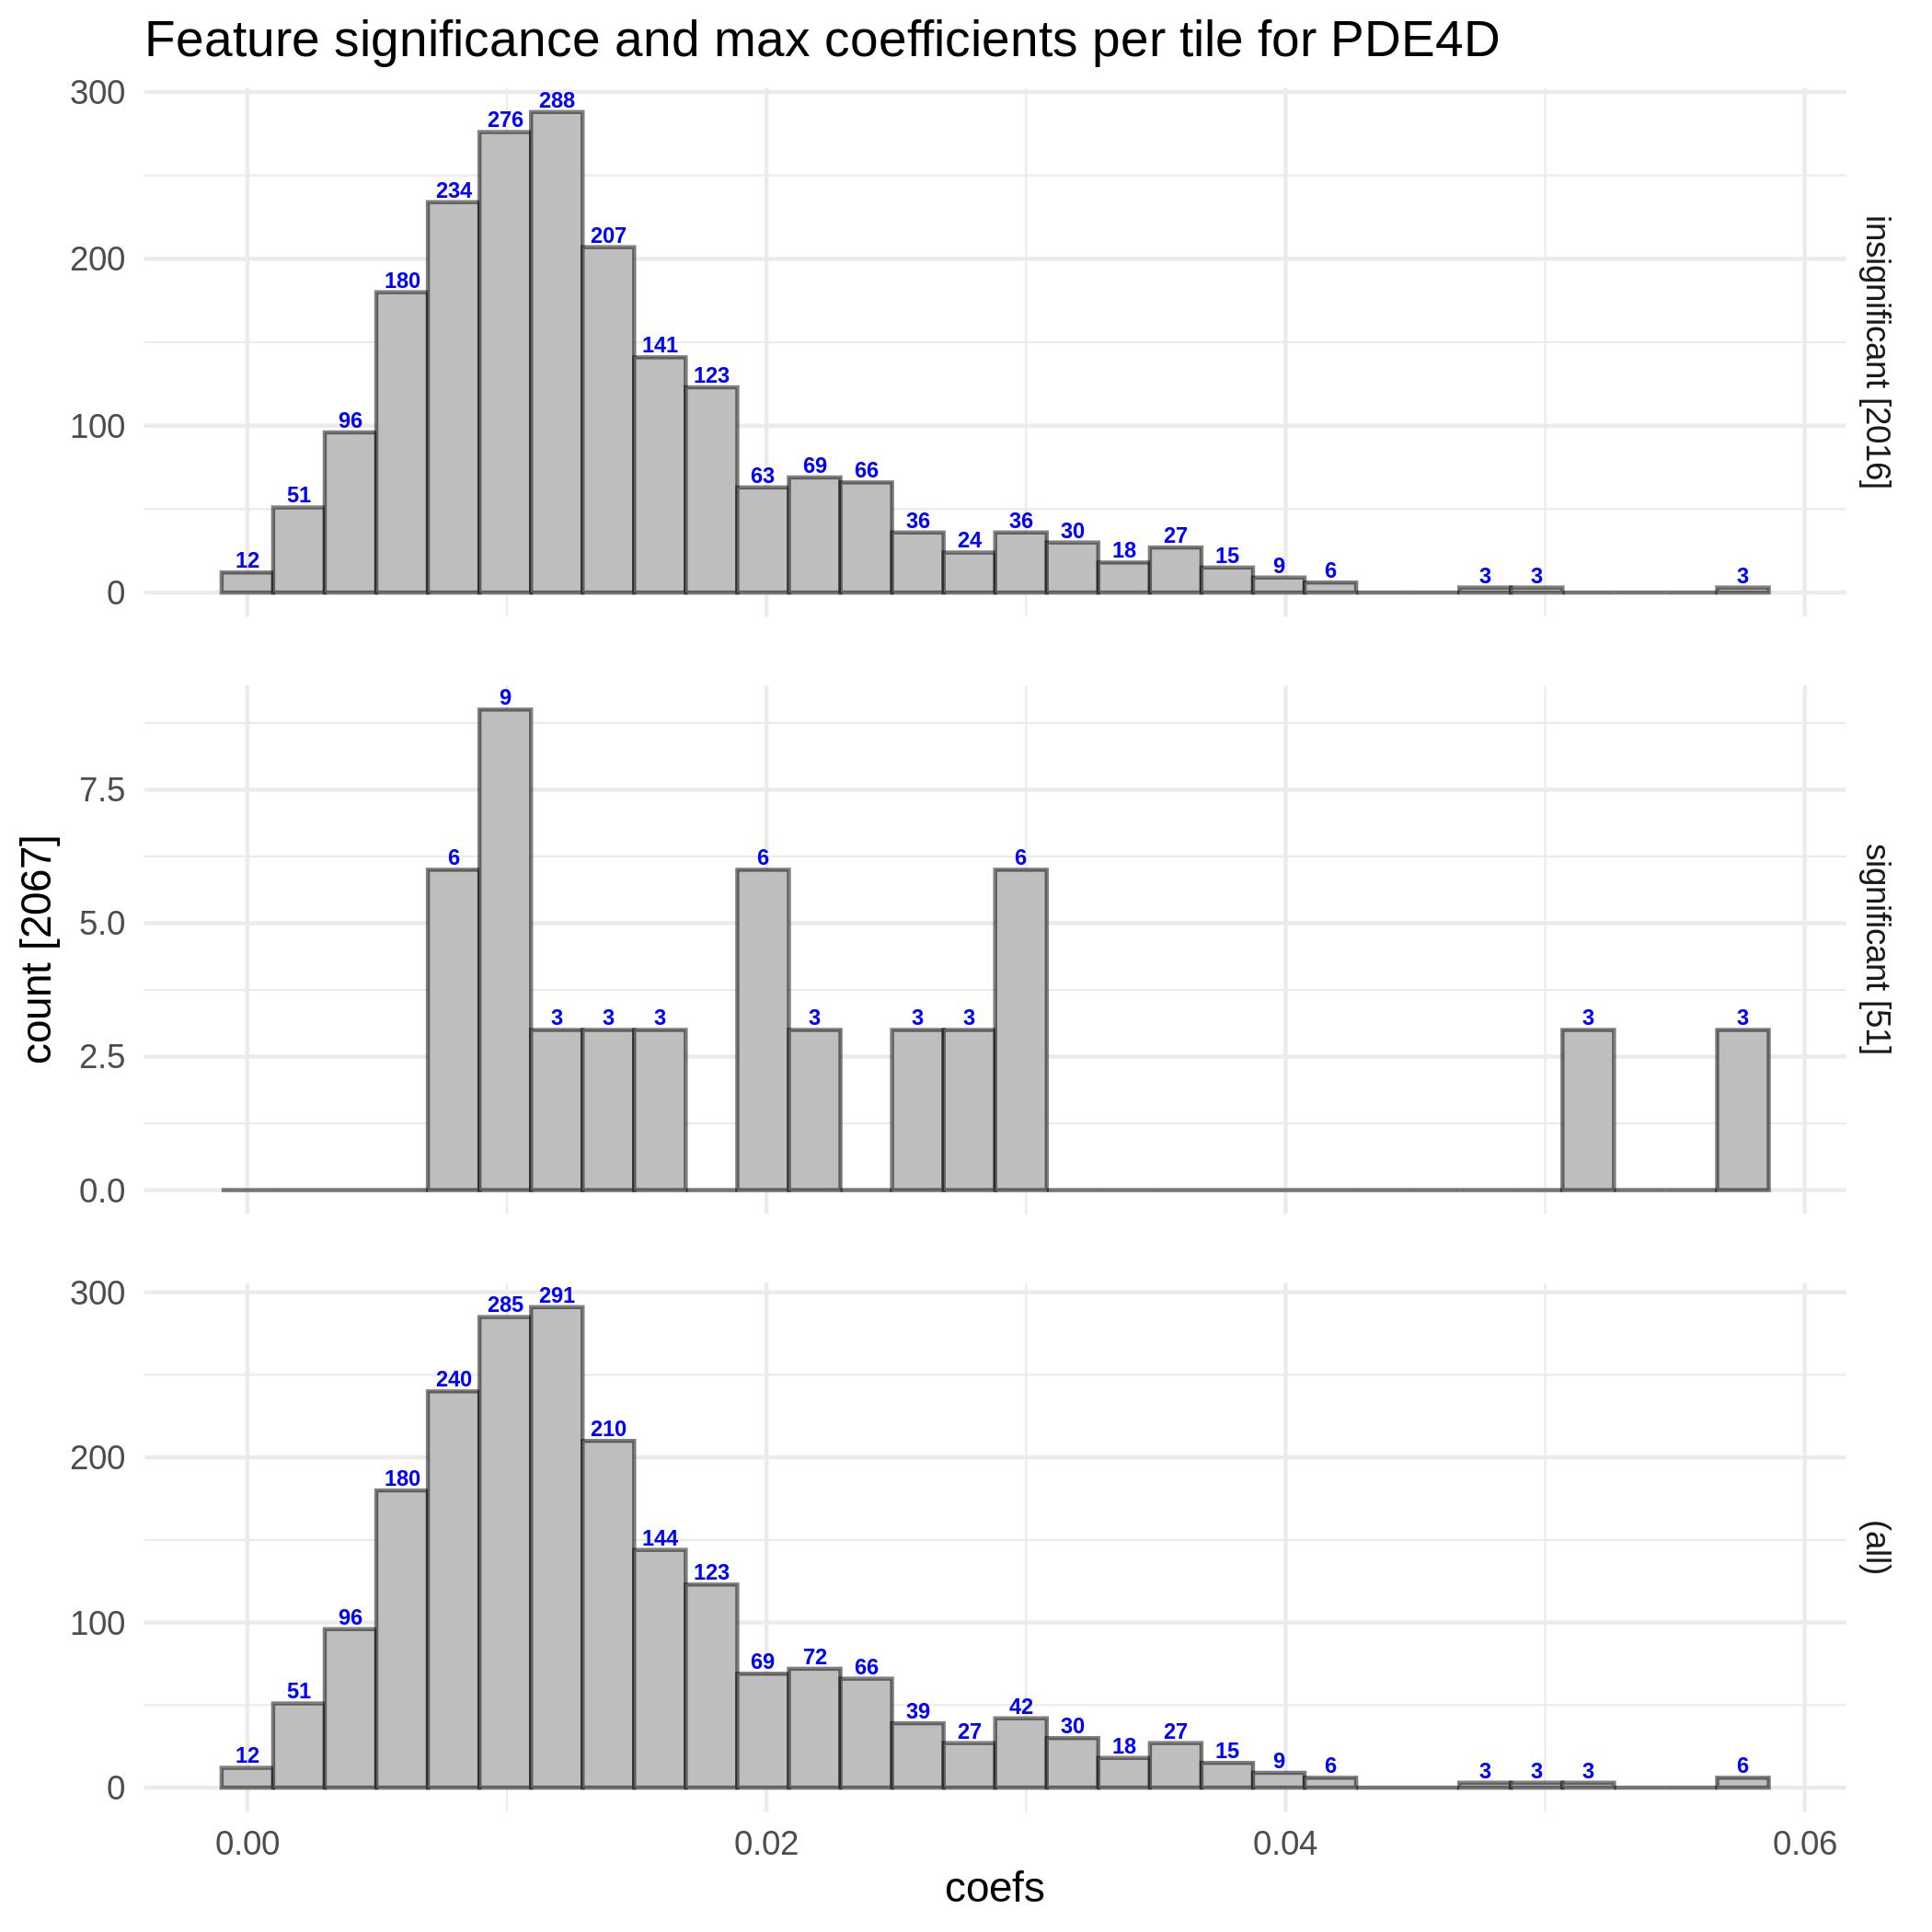 Feature significance and max coefficients per tile for PDE4D
300
200
100
0
12 51 96 180 234 276 288 207 141 123 63 69 66 36 24 36 30 18 27 15 9 6 3 3 3
insignificant [2016]
count [2067]
7.5
5.0
2.5
0.0
6 9 3 3 3 6 3 3 3 6 3 3
significant [51]
300
200
100
0
12 51 96 180 240 285 291 210 144 123 69 72 66 39 27 42 30 18 27 15 9 6 3 3 3 6
(all)
0.00 0.02 0.04 0.06
coefs